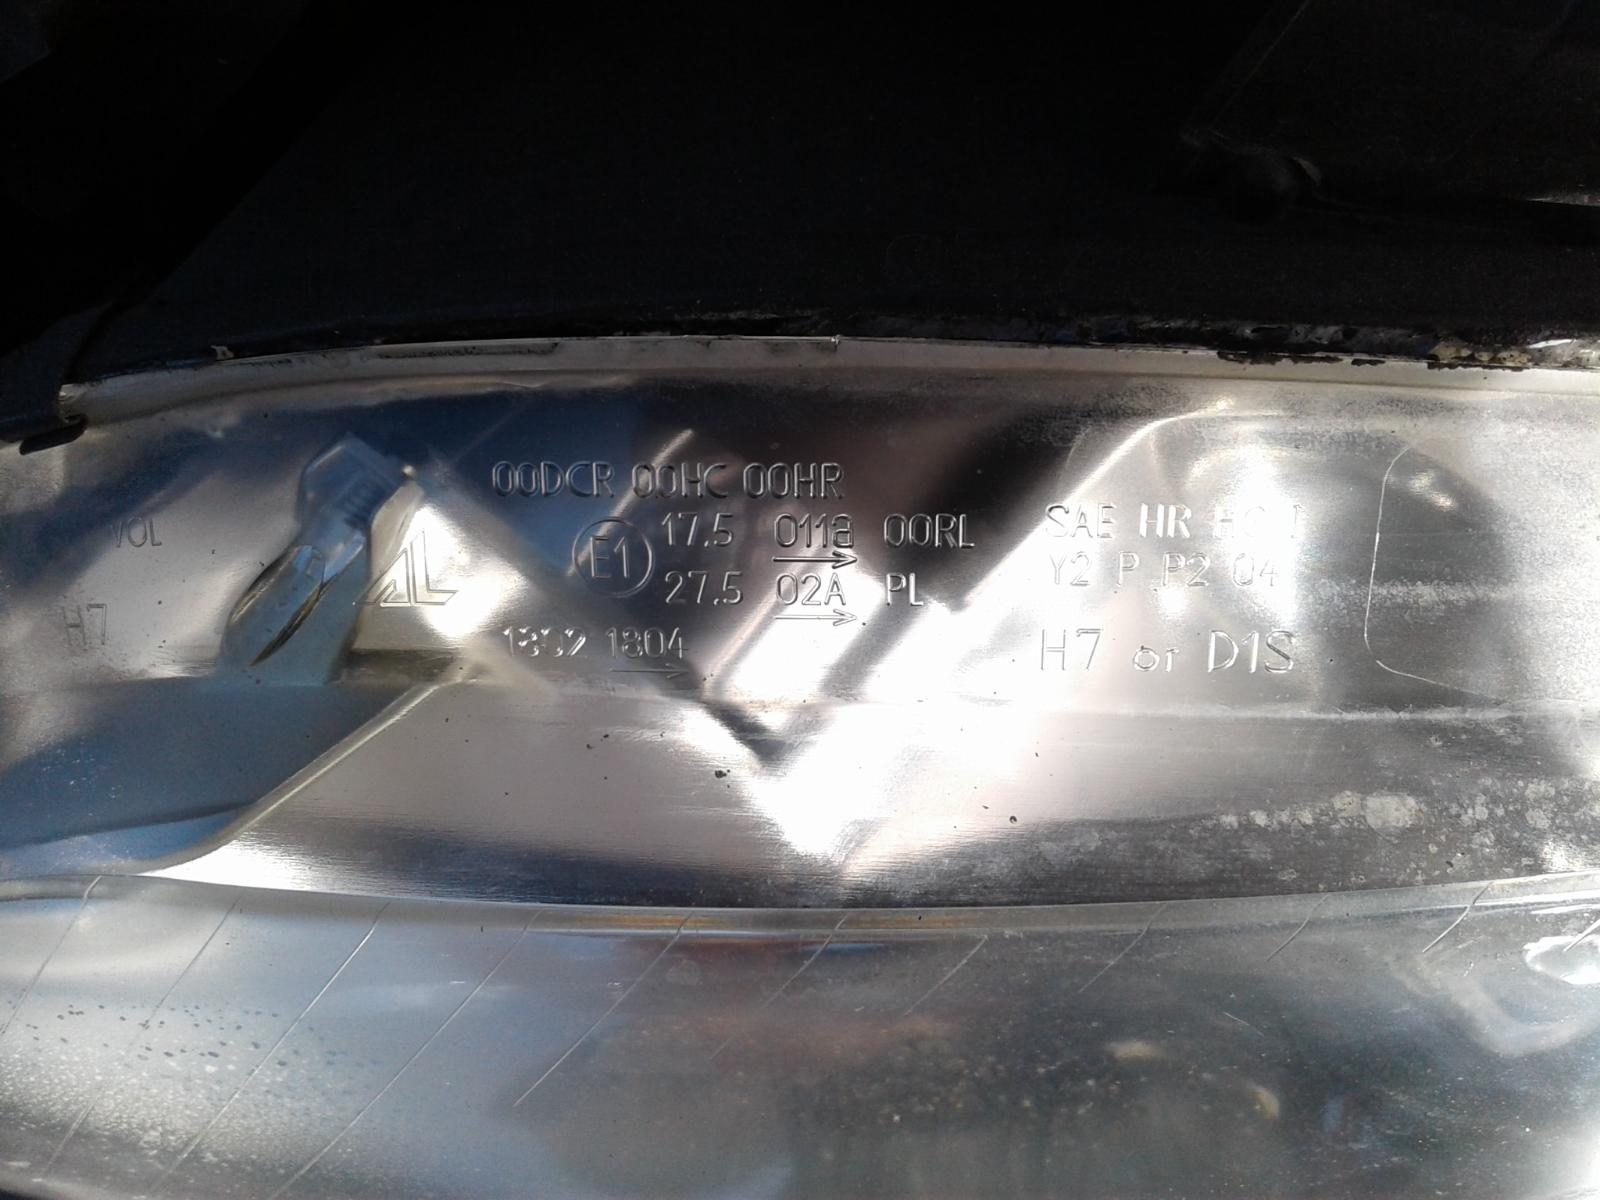 00DCR 00HC 00HR
E1 17.5 011a 00RL
27.5 02A PL
1802 1804
VOL
H7
AL
SAE HR
Y2 P P2 04
H7 or D1S